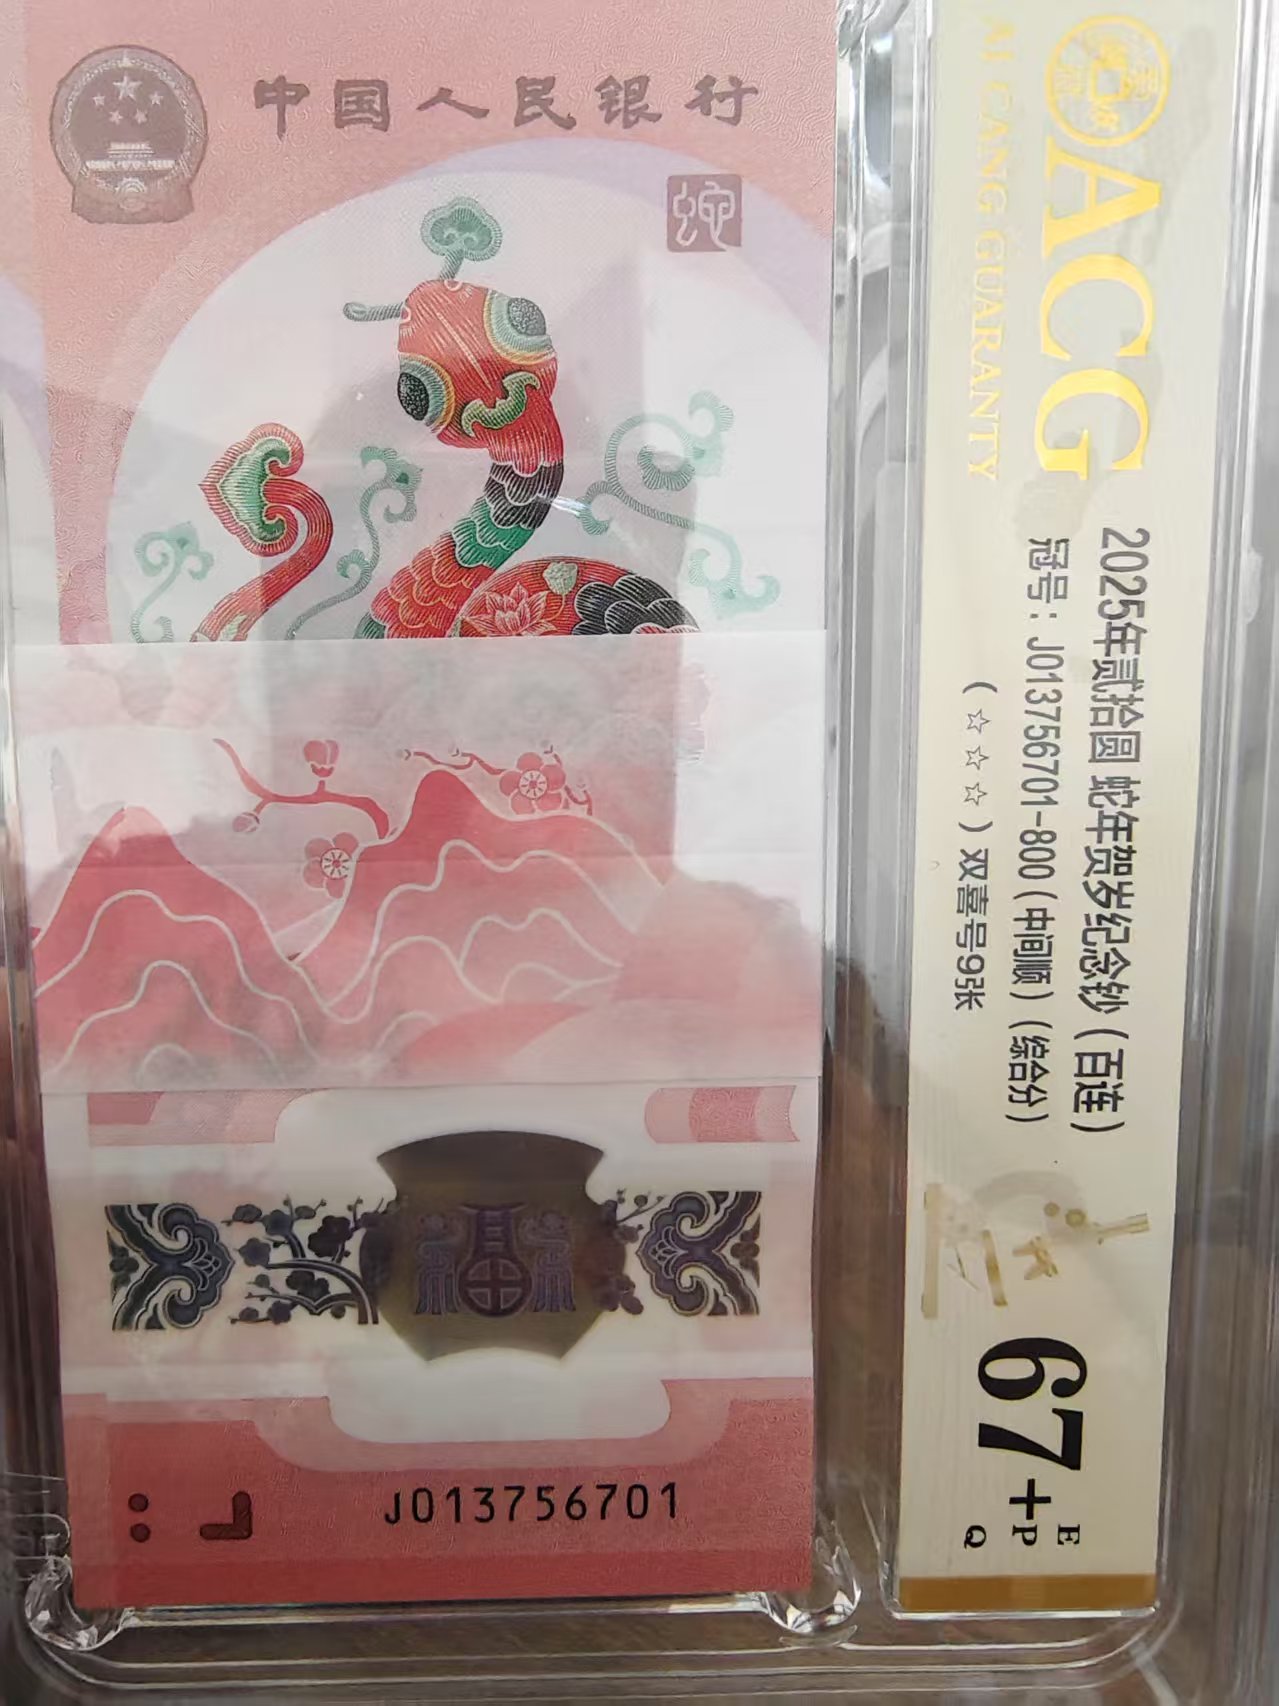 中国人民银行
蛇
J013756701
ACG
AI CANG GUARANTY
2025年贰拾圆 蛇年贺岁纪念钞（百连）
冠号：J013756701-800（中间顺）（综合分）
（☆☆☆）双喜号9张
67+
E
P
Q